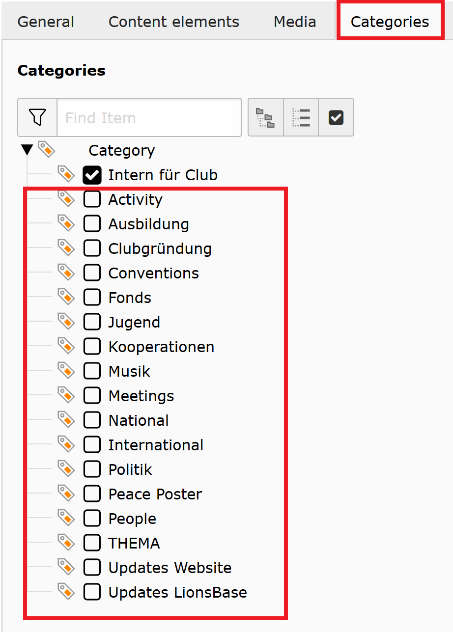 General Content elements Media Categories
Categories
Find Item
Category
Intern für Club
Activity
Ausbildung
Clubgründung
Conventions
Fonds
Jugend
Kooperationen
Musik
Meetings
National
International
Politik
Peace Poster
People
THEMA
Updates Website
Updates LionsBase